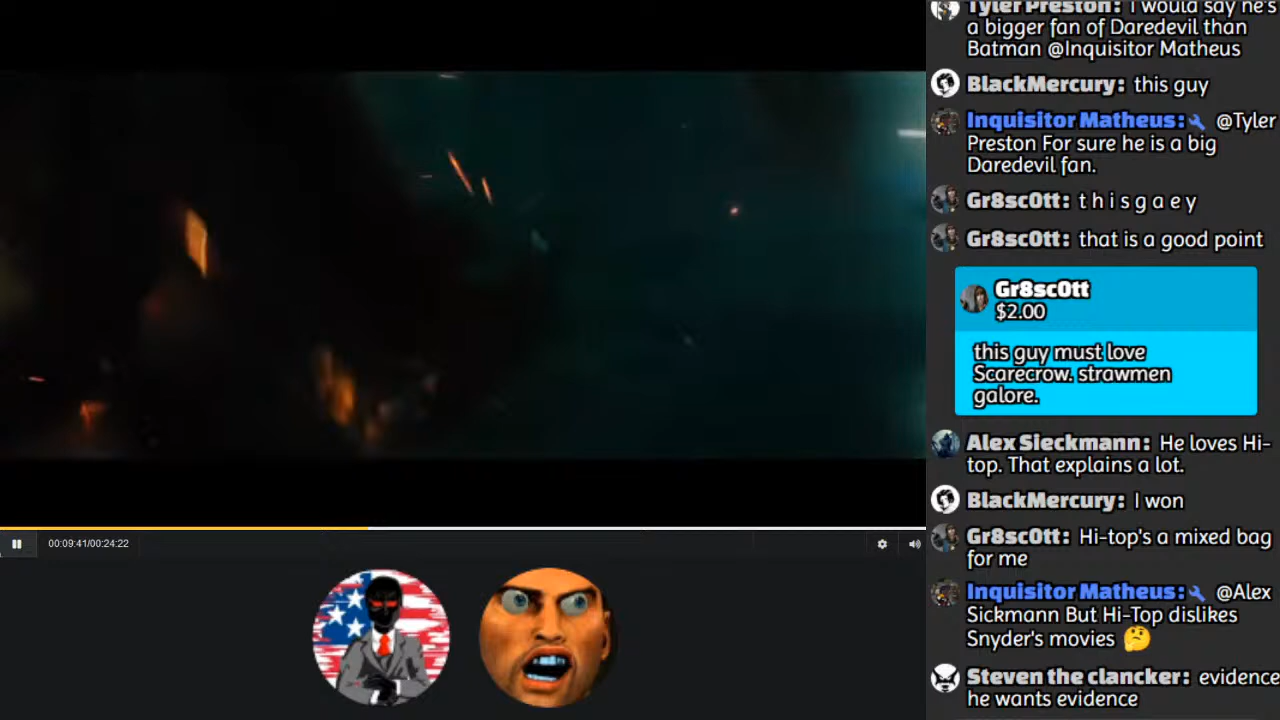 Tyler Preston: I would say he's
a bigger fan of Daredevil than
Batman @Inquisitor Matheus
BlackMercury: this guy
Inquisitor Matheus: @Tyler
Preston For sure he is a big
Daredevil fan.
Gr8sc0tt: t h i s g a e y
Gr8sc0tt: that is a good point
Gr8sc0tt
$2.00
this guy must love
Scarecrow. strawmen
galore.
Alex Sieckmann: He loves Hi-
top. That explains a lot.
BlackMercury: I won
Gr8sc0tt: Hi-top's a mixed bag
for me
Inquisitor Matheus: @Alex
Sickmann But Hi-Top dislikes
Snyder's movies 🤔
Steven the clancker: evidence
he wants evidence
00:09:41/00:24:22